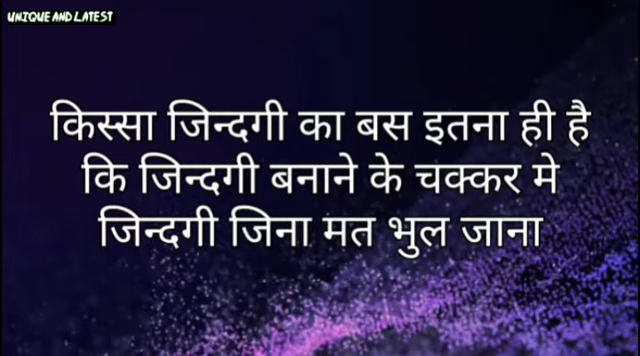 UNIQUE AND LATEST
किस्सा जिन्दगी का बस इतना ही है
कि जिन्दगी बनाने के चक्कर मे
जिन्दगी जिना मत भुल जाना